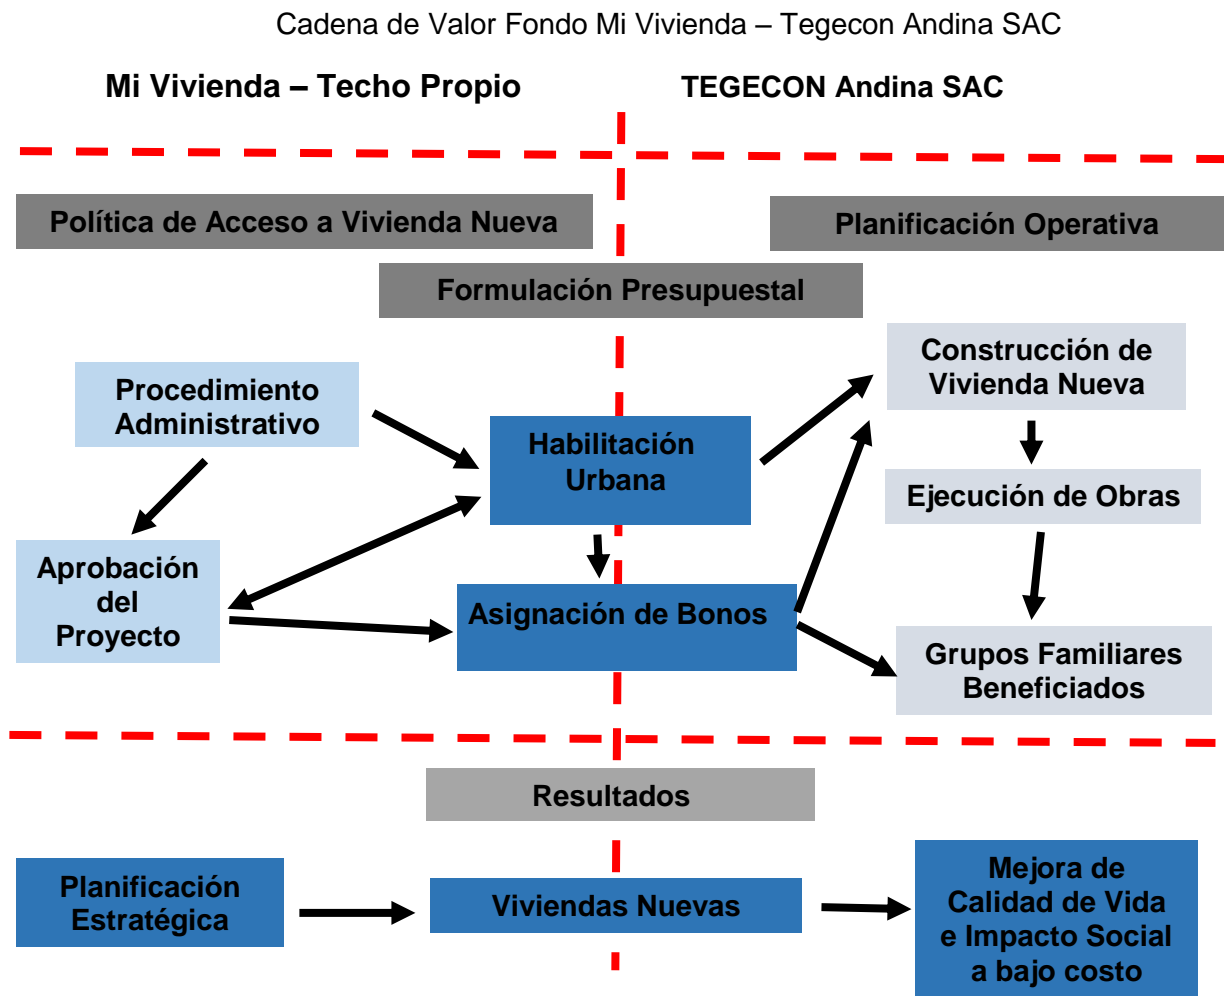 Cadena de Valor Fondo Mi Vivienda – Tegecon Andina SAC
Mi Vivienda – Techo Propio
TEGECON Andina SAC
Política de Acceso a Vivienda Nueva
Planificación Operativa
Formulación Presupuestal
Construcción de
Vivienda Nueva
Procedimiento
Administrativo
Habilitación
Urbana
Ejecución de Obras
Aprobación
del
Proyecto
Asignación de Bonos
Grupos Familiares
Beneficiados
Resultados
Planificación
Estratégica
Viviendas Nuevas
Mejora de
Calidad de Vida
e Impacto Social
a bajo costo